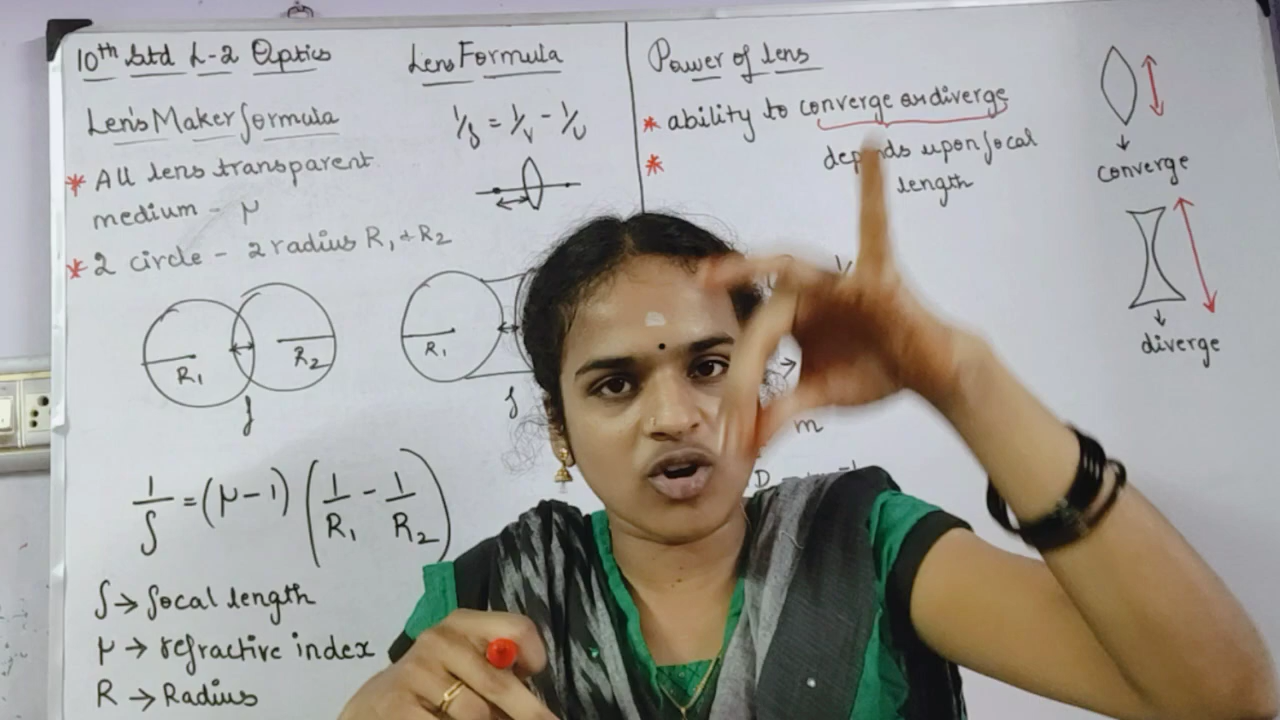 10th Std L-2 Optics
Len's Maker formula
* All lens transparent
medium - μ
* 2 circle - 2 radius R1 + R2
R1
R2
f
1/f = (μ-1) (1/R1 - 1/R2)
f → focal length
μ → refractive index
R → Radius
Lens Formula
1/f = 1/v - 1/u
R1
f
Power of lens
* ability to converge or diverge
* depends upon focal
length
m
D
converge
diverge